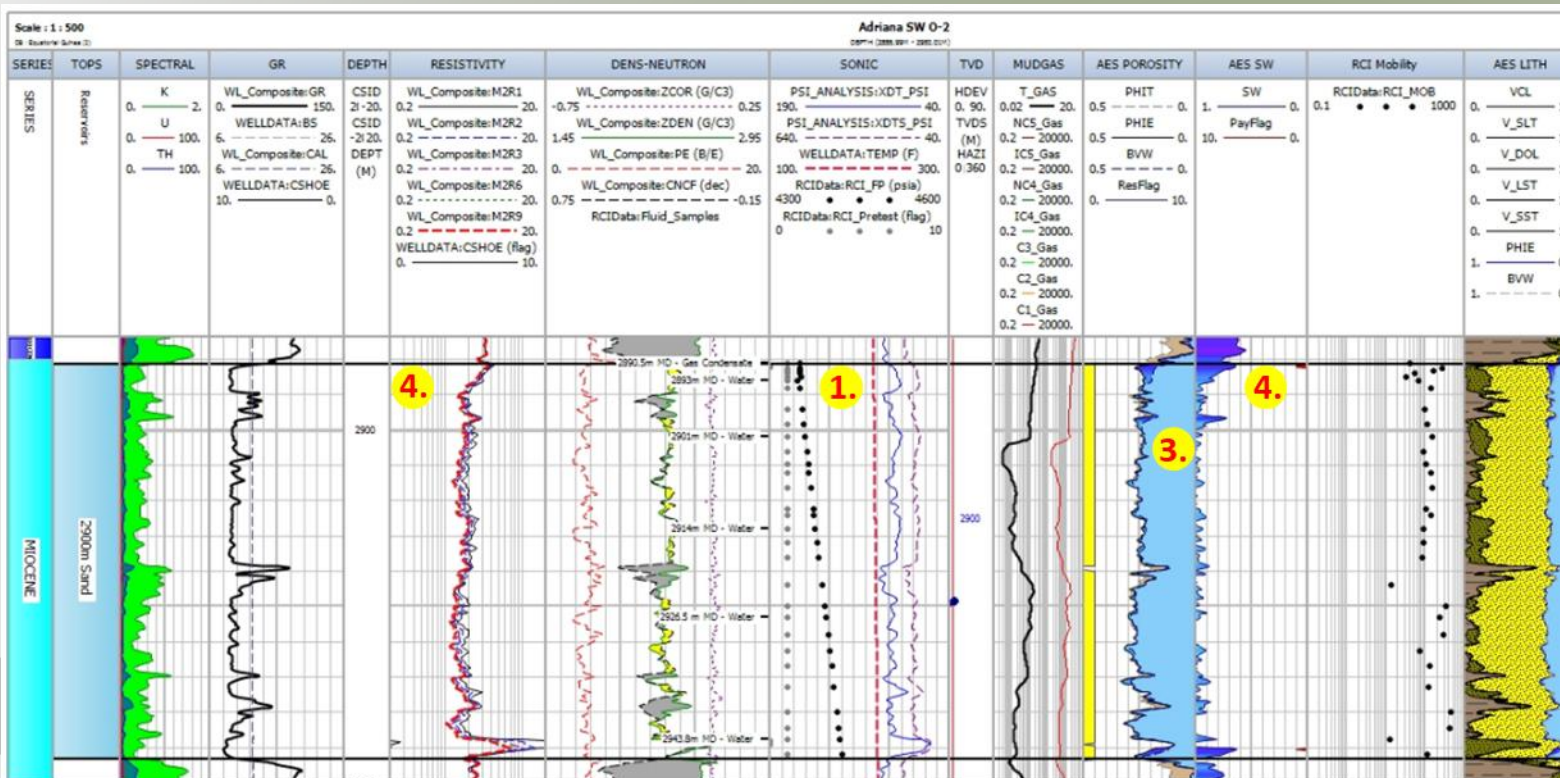 Scale : 1 : 500
Adriana SW O-2
SERIES
TOPS
SPECTRAL
GR
DEPTH
RESISTIVITY
DENS-NEUTRON
SONIC
TVD
MUDGAS
AES POROSITY
AES SW
RCI Mobility
AES LITH
SERIES
Reservoirs
K
0. 2.
U
0. 100.
TH
0. 100.
WL_Composite:GR
0. 150.
WELLDATA:BS
6. 26.
WL_Composite:CAL
6. 26.
WELLDATA:CSHOE
10. 0.
CSID
CSID
DEPT
(M)
WL_Composite:M2R1
0.2 20.
WL_Composite:M2R2
0.2 20.
WL_Composite:M2R3
0.2 20.
WL_Composite:M2R6
0.2 20.
WL_Composite:M2R9
0.2 20.
WELLDATA:CSHOE (flag)
0. 10.
WL_Composite:ZCOR (G/C3)
-0.75 0.25
WL_Composite:ZDEN (G/C3)
1.45 2.95
WL_Composite:PE (B/E)
0. 20.
WL_Composite:CNCF (dec)
0.75 -0.15
RCIData:Fluid_Samples
PSI_ANALYSIS:XDT_PSI
190. 40.
PSI_ANALYSIS:XDTS_PSI
640. 40.
WELLDATA:TEMP (F)
100. 300.
RCIData:RCI_FP (psia)
4300 4600
RCIData:RCI_Pretest (flag)
0 10
HDEV
0. 90.
TVDS
(M)
HAZI
0 360
T_GAS
0.02 20.
NC5_Gas
0.2 20000.
IC5_Gas
0.2 20000.
NC4_Gas
0.2 20000.
IC4_Gas
0.2 20000.
C3_Gas
0.2 20000.
C2_Gas
0.2 20000.
C1_Gas
0.2 20000.
PHIT
0.5 0.
PHIE
0.5 0.
BVW
0.5 0.
ResFlag
0. 10.
SW
1. 0.
PayFlag
10. 0.
RCIData:RCI_MOB
0.1 1000
VCL
0.
V_SLT
0.
V_DOL
0.
V_LST
0.
V_SST
0.
PHIE
1.
BVW
1.
MIOCENE
2900m Sand
2900
2890.5m MD - Gas Condensate
2893m MD - Water
2901m MD - Water
2914m MD - Water
2926.5 m MD - Water
2943.8m MD - Water
2900
4.
1.
3.
4.